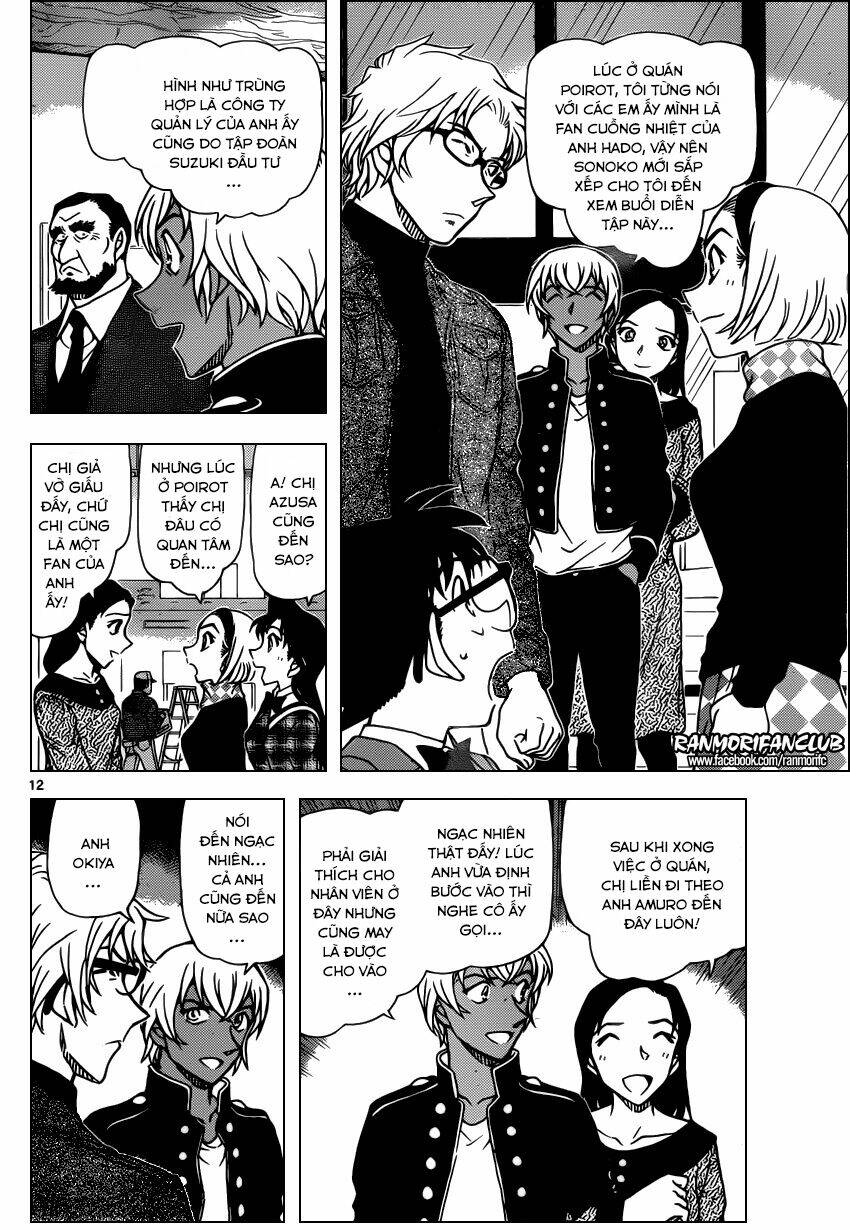 LÚC Ở QUÁN
POIROT, TÔI TỪNG NÓI
VỚI CÁC EM ẤY MÌNH LÀ
FAN CUỒNG NHIỆT CỦA
ANH HADO, VẬY NÊN
SONOKO MỚI SẮP
XẾP CHO TÔI ĐẾN
XEM BUỔI DIỄN
TẬP NÀY...
HÌNH NHƯ TRÙNG
HỢP LÀ CÔNG TY
QUẢN LÝ CỦA ANH ẤY
CŨNG DO TẬP ĐOÀN
SUZUKI ĐẦU TƯ
...
A! CHỊ
AZUSA
CŨNG
ĐẾN
SAO?
NHƯNG LÚC
Ở POIROT
THẤY CHỊ
ĐÂU CÓ
QUAN TÂM
ĐẾN...
CHỊ GIẢ
VỜ GIẤU
ĐẤY, CHỨ
CHỊ CŨNG
LÀ MỘT
FAN CỦA
ANH
ẤY!
RANMORIFANCLUB
www.facebook.com/ranmorifc
12
SAU KHI XONG
VIỆC Ở QUÁN,
CHỊ LIỀN ĐI THEO
ANH AMURO ĐẾN
ĐÂY LUÔN!
NGẠC NHIÊN
THẬT ĐẤY! LÚC
ANH VỪA ĐỊNH
BƯỚC VÀO THÌ
NGHE CÔ ẤY
GỌI...
PHẢI GIẢI
THÍCH CHO
NHÂN VIÊN Ở
ĐÂY NHƯNG
CŨNG MAY
LÀ ĐƯỢC
CHO VÀO
...
NÓI
ĐẾN NGẠC
NHIÊN...
CẢ ANH
CŨNG ĐẾN
NỮA SAO
...
ANH
OKIYA
...